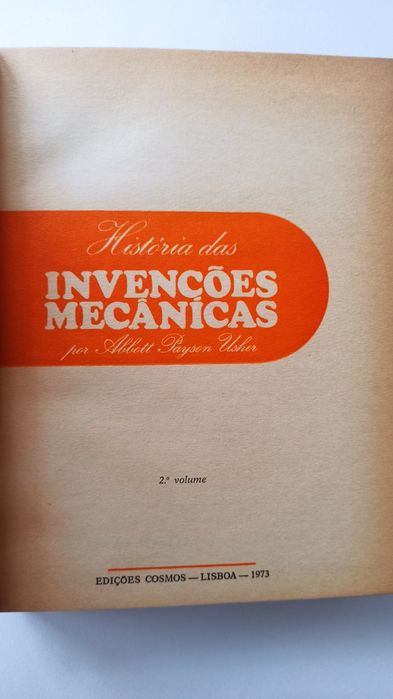 História das
INVENÇÕES
MECÂNICAS
por Abbott Payson Usher
2.º volume
EDIÇÕES COSMOS — LISBOA — 1973